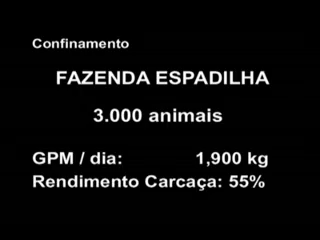 Confinamento
FAZENDA ESPADILHA
3.000 animais
GPM / dia: 1,900 kg
Rendimento Carcaça: 55%